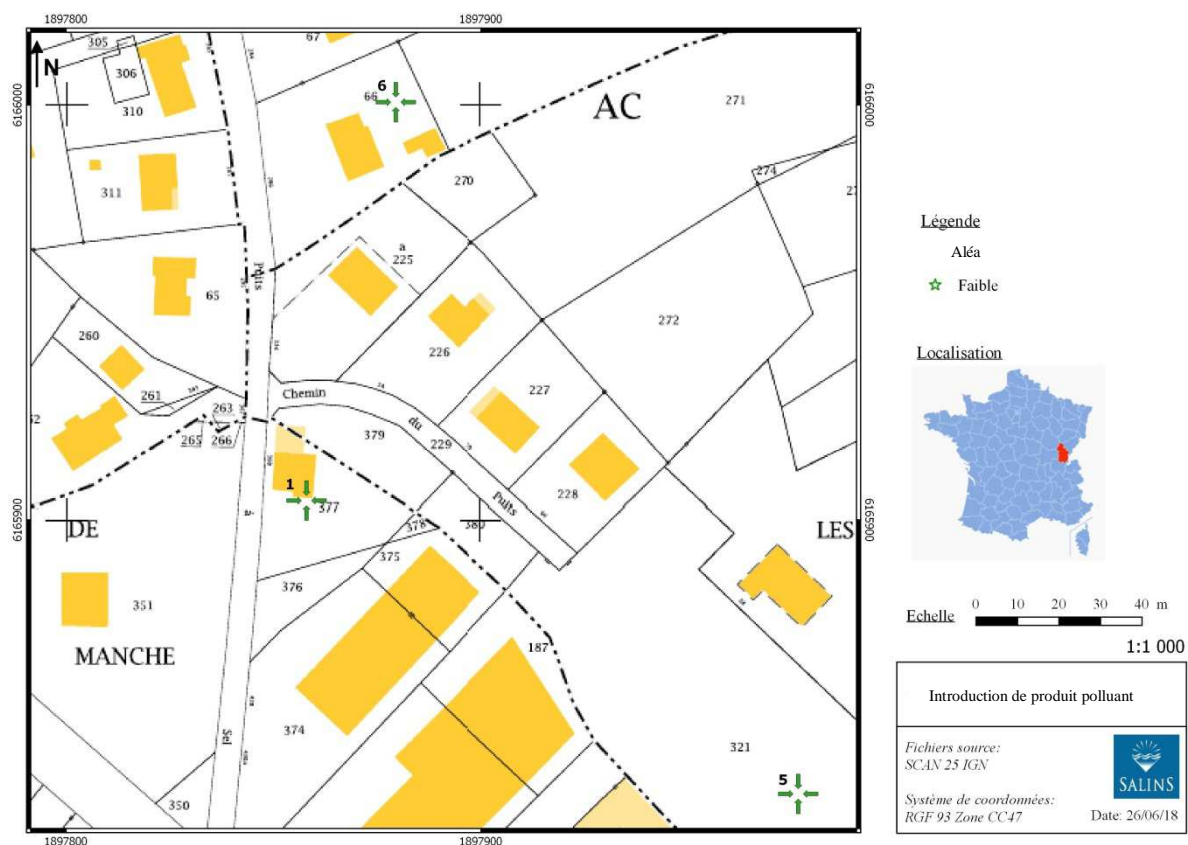 1897800
1897900
N
6166000
6166000
305
306
310
67
66
6
AC
271
311
270
274
65
Puits
a
225
260
261
263
265
266
226
272
227
Chemin
du
Puits
379
229
228
1
377
à
6165900
6165900
DE
378
380
LES
375
376
351
MANCHE
187
374
Sel
321
5
350
1897800
1897900
Légende
Aléa
Faible
Localisation
Echelle 0 10 20 30 40 m
1:1 000
Introduction de produit polluant
Fichiers source:
SCAN 25 IGN
SALINS
Système de coordonnées:
RGF 93 Zone CC47
Date: 26/06/18